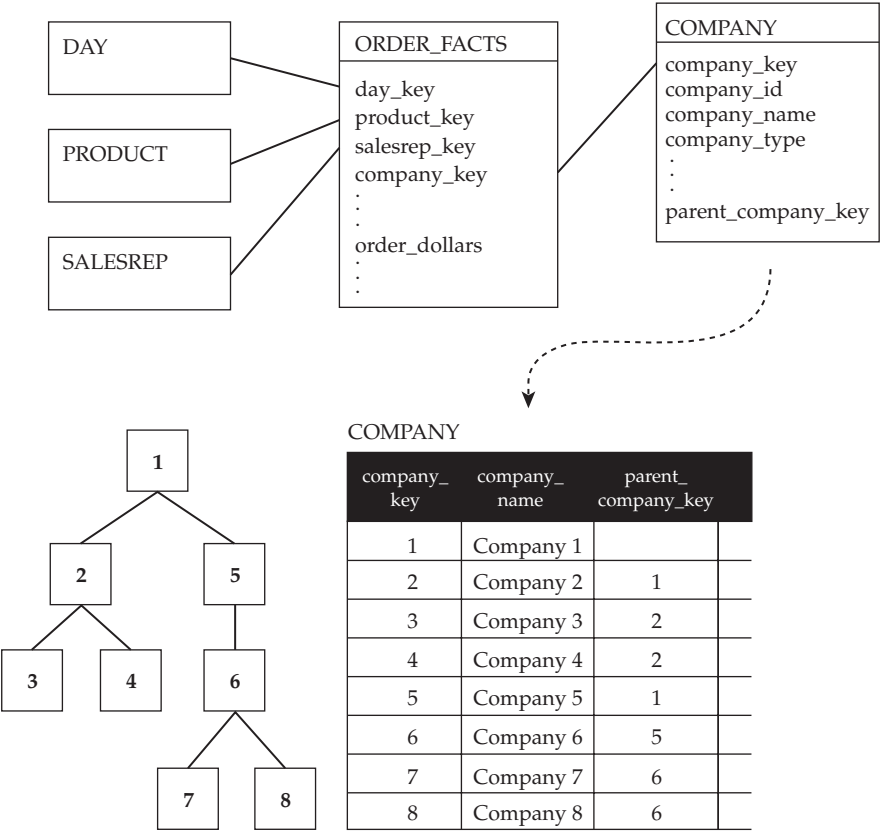 DAY
PRODUCT
SALESREP
ORDER_FACTS
day_key
product_key
salesrep_key
company_key
.
.
.
order_dollars
.
.
.
COMPANY
company_key
company_id
company_name
company_type
.
.
.
parent_company_key
1
2
5
3
4
6
7
8
COMPANY
company_ company_ parent_
key name company_key
1 Company 1
2 Company 2 1
3 Company 3 2
4 Company 4 2
5 Company 5 1
6 Company 6 5
7 Company 7 6
8 Company 8 6